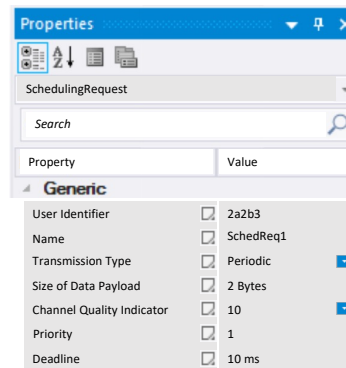 Properties
SchedulingRequest
Search
Property Value
Generic
User Identifier 2a2b3
Name SchedReq1
Transmission Type Periodic
Size of Data Payload 2 Bytes
Channel Quality Indicator 10
Priority 1
Deadline 10 ms